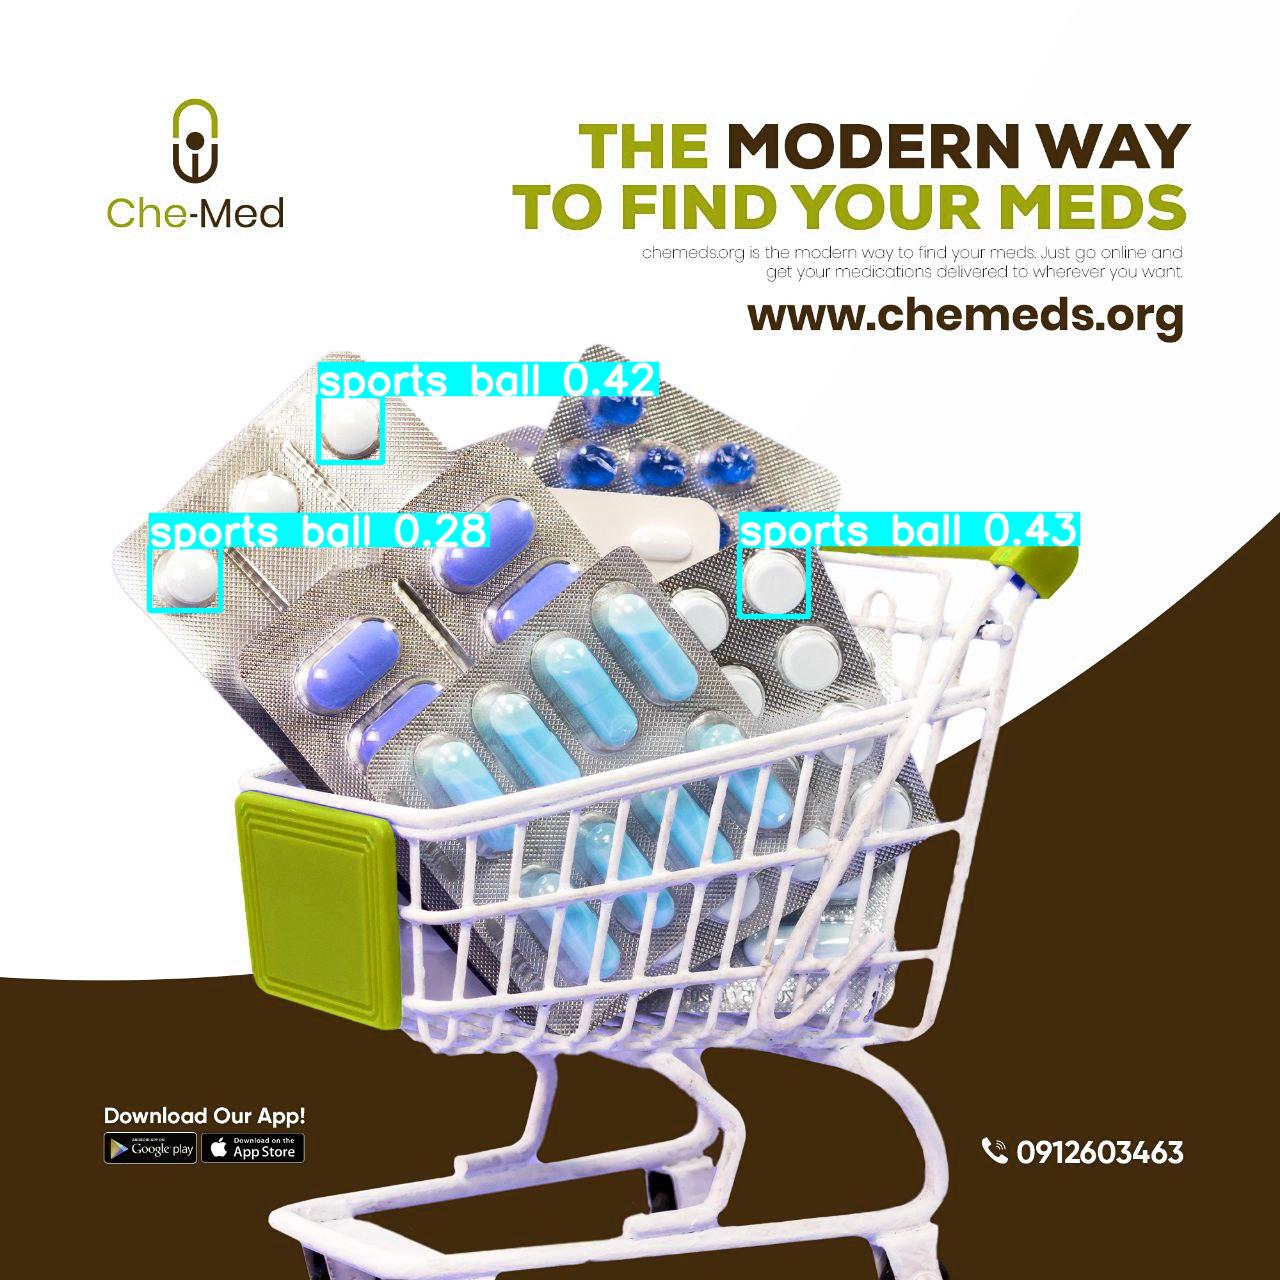 Che-Med
THE MODERN WAY
TO FIND YOUR MEDS
chemeds.org is the modern way to find your meds. Just go online and
get your medications delivered to wherever you want.
www.chemeds.org
sports ball 0.42
sports ball 0.28
sports ball 0.43
Download Our App!
ANDROID APP ON
Google play
Download on the
App Store
0912603463